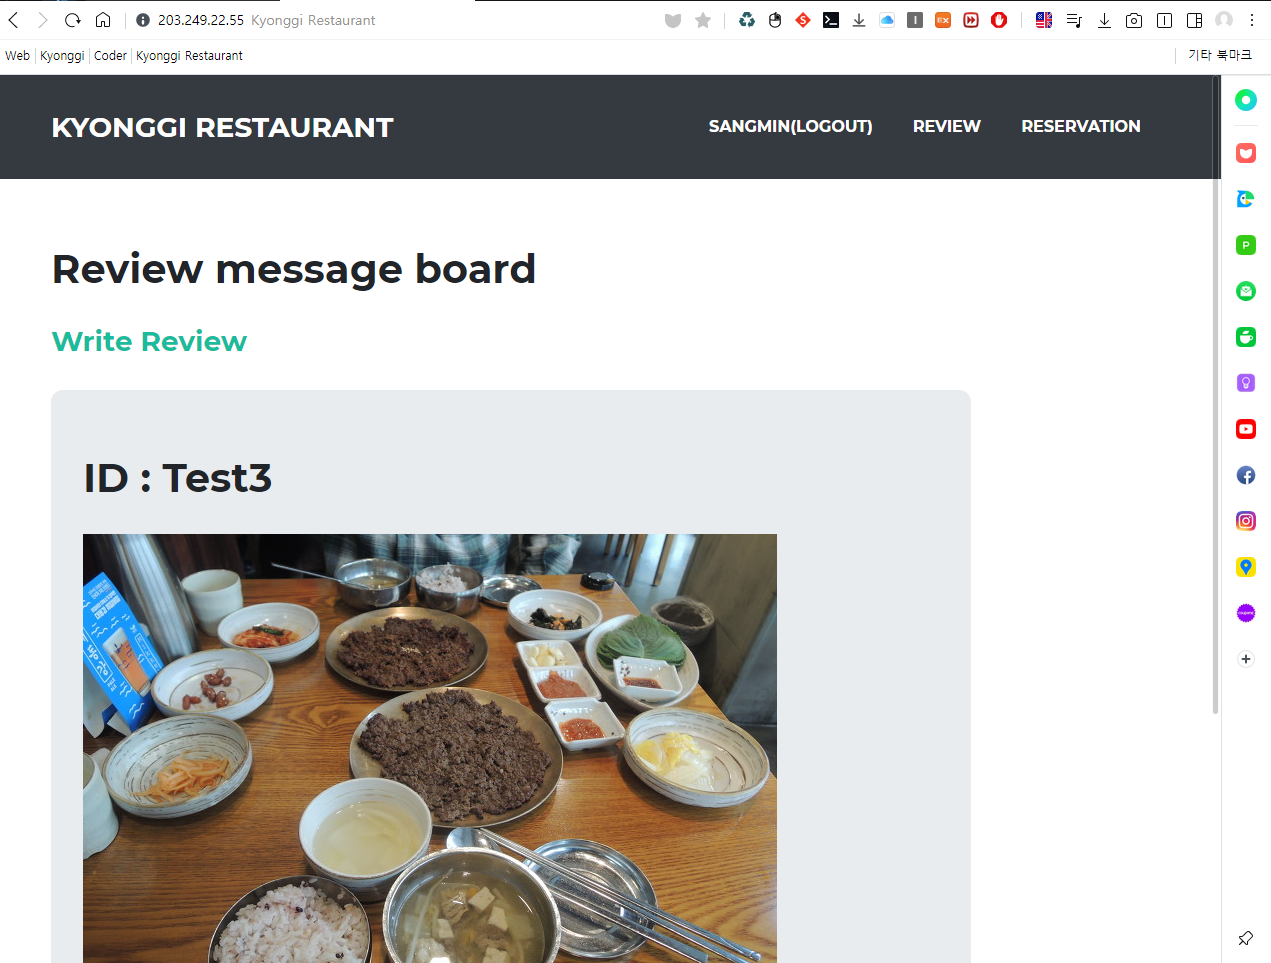 203.249.22.55 Kyonggi Restaurant
Web Kyonggi Coder Kyonggi Restaurant 기타 북마크
KYONGGI RESTAURANT SANGMIN(LOGOUT) REVIEW RESERVATION
Review message board
Write Review
ID : Test3